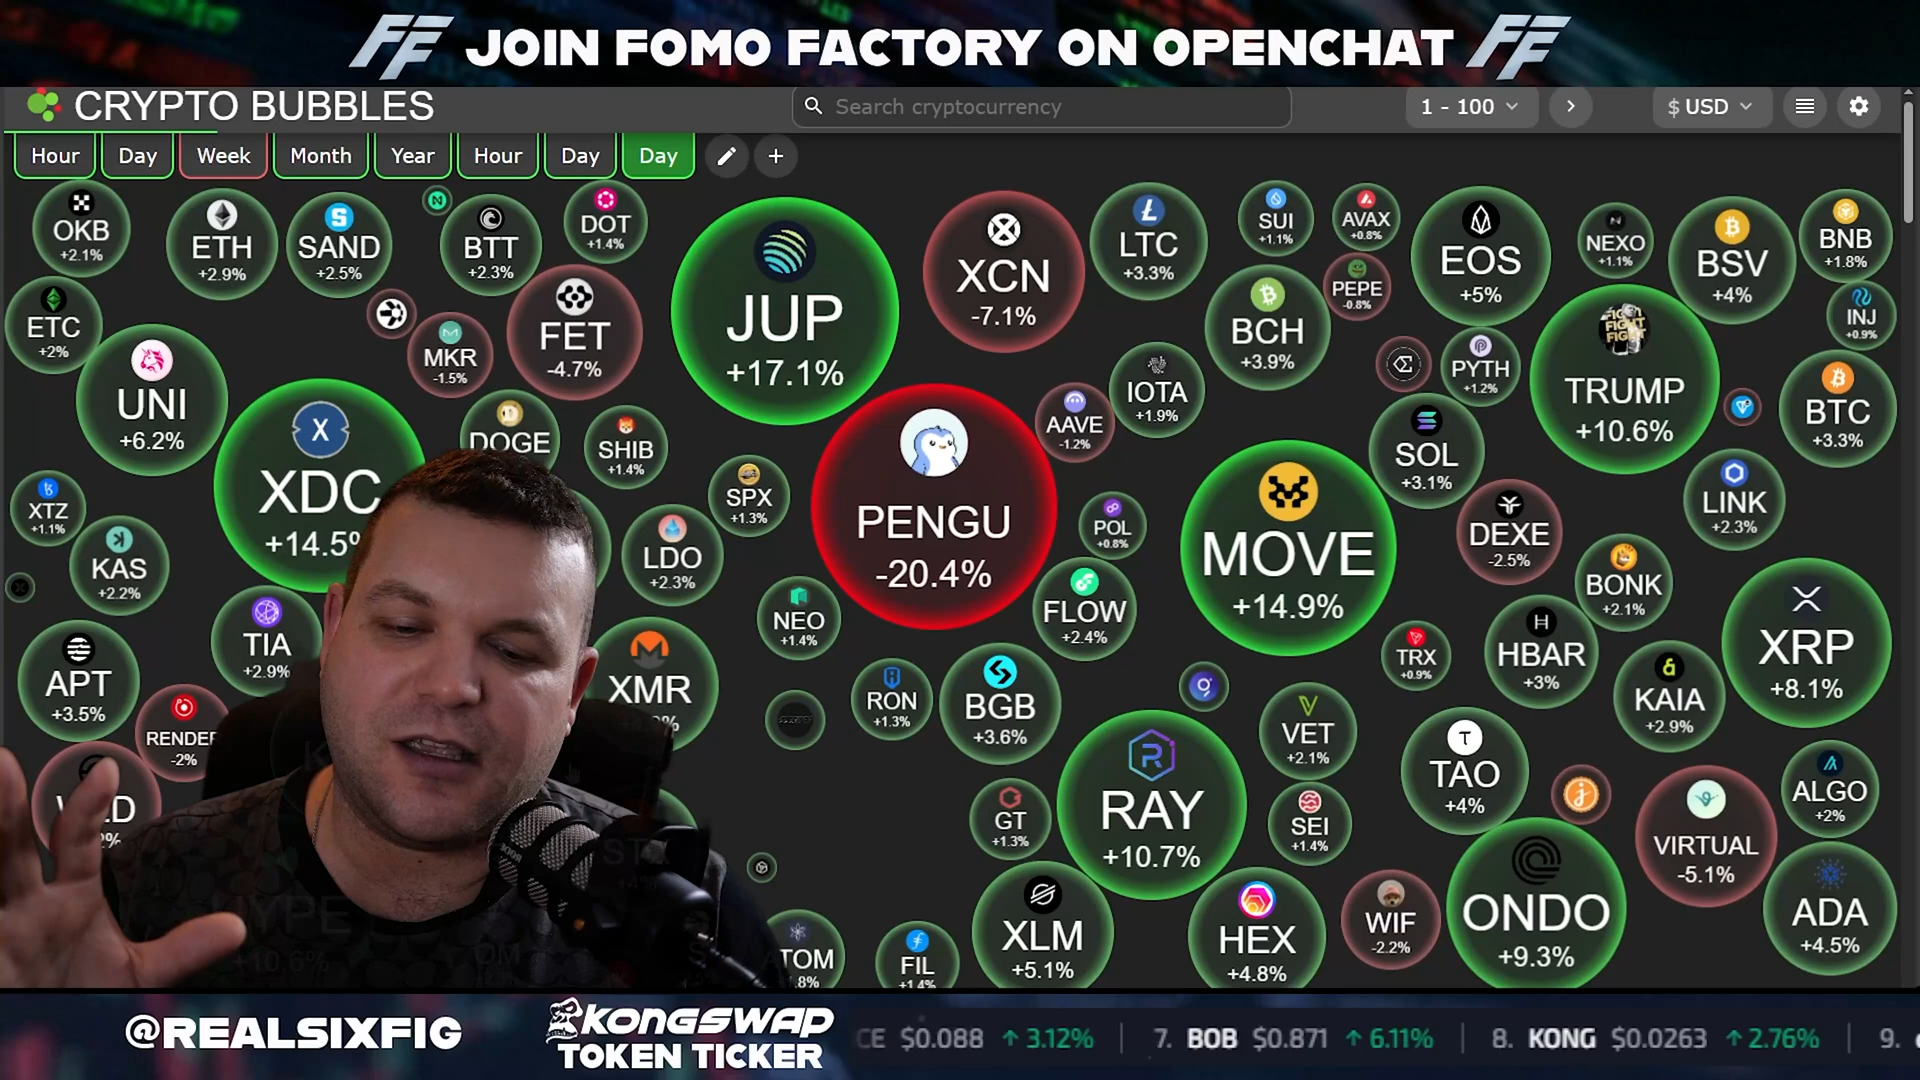 JOIN FOMO FACTORY ON OPENCHAT
CRYPTO BUBBLES
Search cryptocurrency
1 - 100
$ USD
Hour Day Week Month Year Hour Day Day
OKB
+2.1%
ETH
+2.9%
SAND
+2.5%
BTT
+2.3%
DOT
+1.4%
JUP
+17.1%
XCN
-7.1%
LTC
+3.3%
SUI
+1.1%
AVAX
+0.8%
EOS
+5%
NEXO
+1.1%
BSV
+4%
BNB
+1.8%
ETC
+2%
UNI
+6.2%
MKR
-1.5%
FET
-4.7%
BCH
+3.9%
PEPE
-0.8%
PYTH
+1.2%
TRUMP
+10.6%
INJ
+0.9%
XDC
+14.5%
DOGE
SHIB
+1.4%
AAVE
-1.2%
IOTA
+1.9%
SOL
+3.1%
BTC
+3.3%
XTZ
+1.1%
KAS
+2.2%
LDO
+2.3%
SPX
+1.3%
PENGU
-20.4%
POL
+0.8%
MOVE
+14.9%
DEXE
-2.5%
LINK
+2.3%
BONK
+2.1%
APT
+3.5%
TIA
+2.9%
XMR
NEO
+1.4%
FLOW
+2.4%
TRX
+0.9%
HBAR
+3%
KAIA
+2.9%
XRP
+8.1%
RENDER
-2%
RON
+1.3%
BGB
+3.6%
VET
+2.1%
TAO
+4%
GT
+1.3%
RAY
+10.7%
SEI
+1.4%
VIRTUAL
-5.1%
ALGO
+2%
HYPE
+10.6%
OM
ATOM
FIL
+1.4%
XLM
+5.1%
HEX
+4.8%
WIF
-2.2%
ONDO
+9.3%
ADA
+4.5%
@REALSIXFIG
KONGSWAP
TOKEN TICKER
CE $0.088 ↑ 3.12% | 7. BOB $0.871 ↑ 6.11% | 8. KONG $0.0263 ↑ 2.76% | 9.